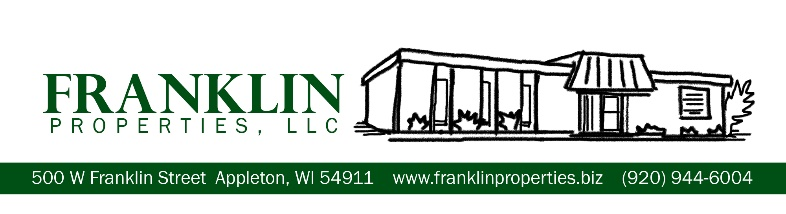 FRANKLIN
PROPERTIES, LLC
500 W Franklin Street Appleton, WI 54911 www.franklinproperties.biz (920) 944-6004